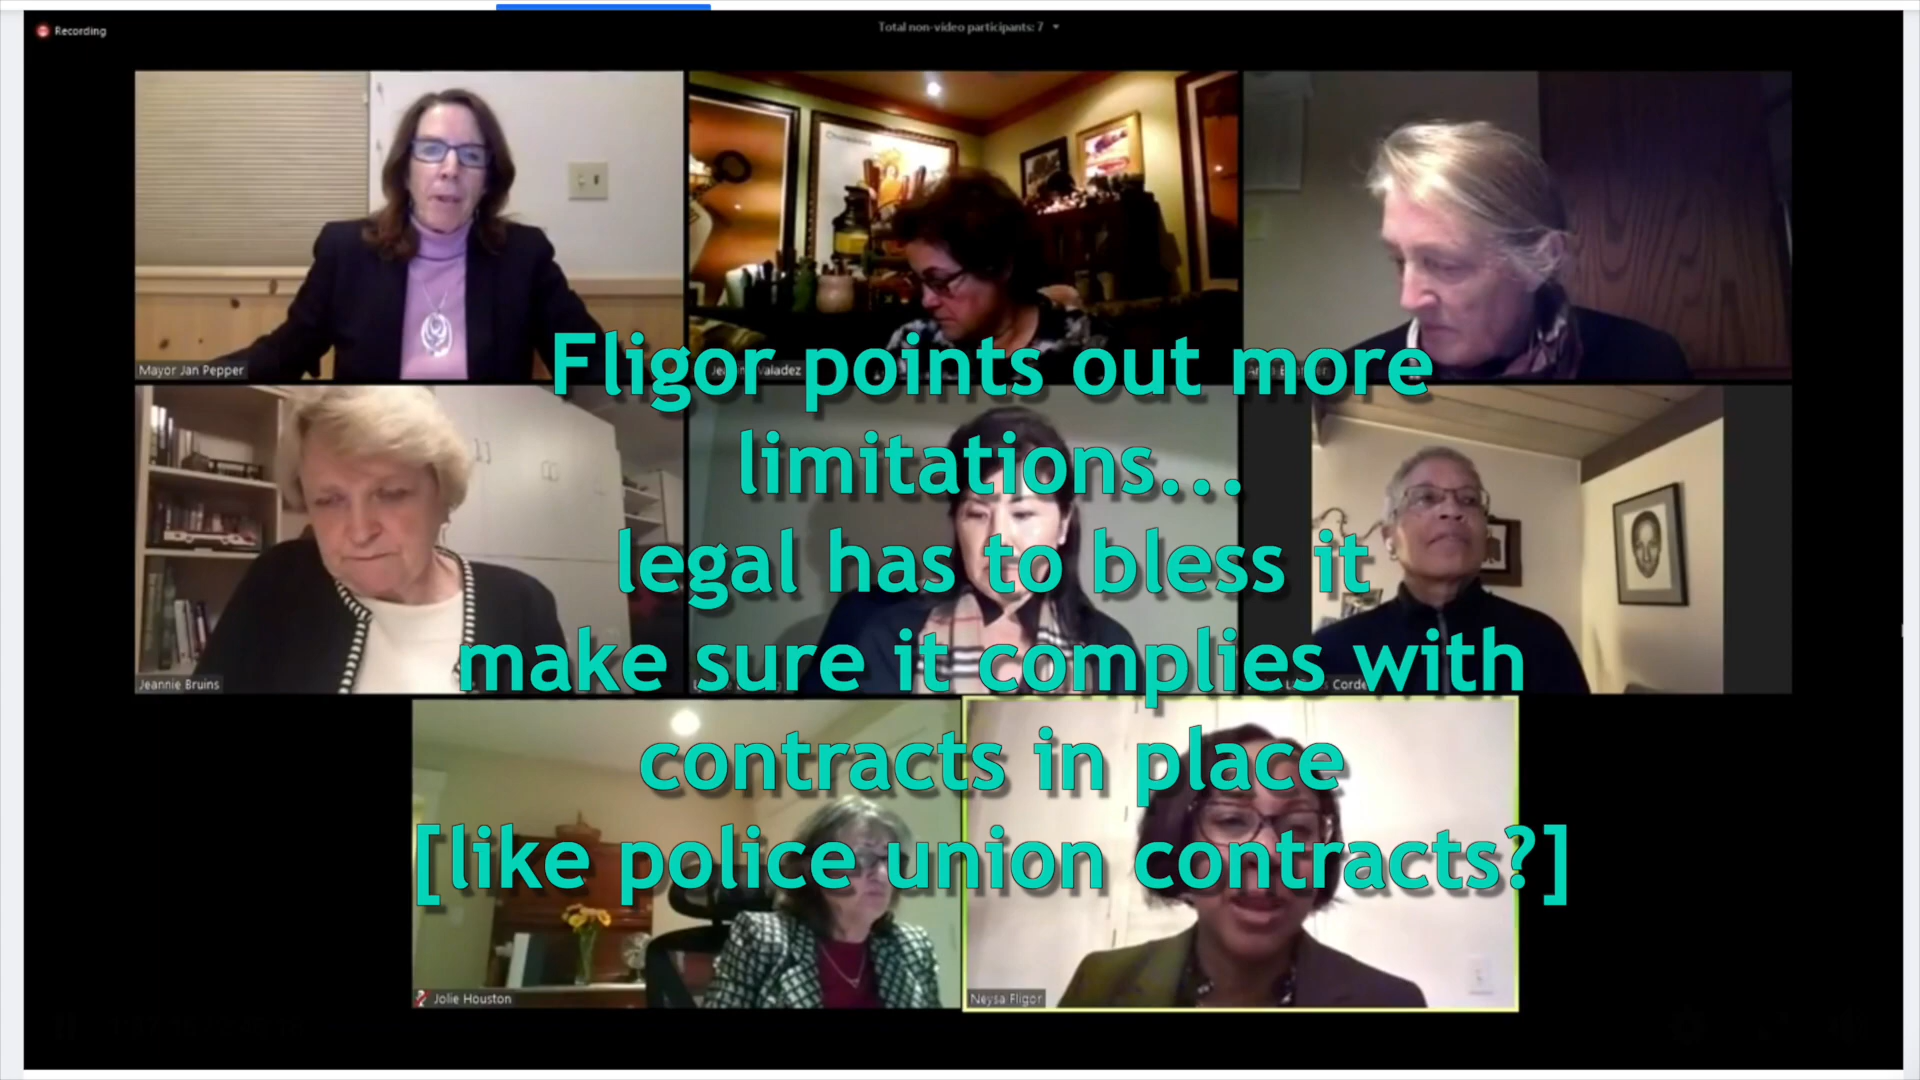 Recording
Total non-video participants: 7
Mayor Jan Pepper
Valadez
Fligor points out more
limitations...
legal has to bless it
make sure it complies with
contracts in place
[like police union contracts?]
Jeannie Bruins
Jolie Houston
Neysa Fligor